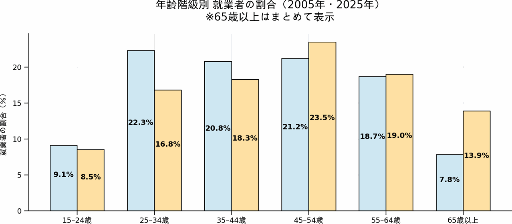 年齢階級別 就業者の割合（2005年・2025年）
※65歳以上はまとめて表示
就業者の割合（%）
20
15
10
5
0
9.1%
8.5%
22.3%
16.8%
20.8%
18.3%
21.2%
23.5%
18.7%
19.0%
7.8%
13.9%
15–24歳
25–34歳
35–44歳
45–54歳
55–64歳
65歳以上